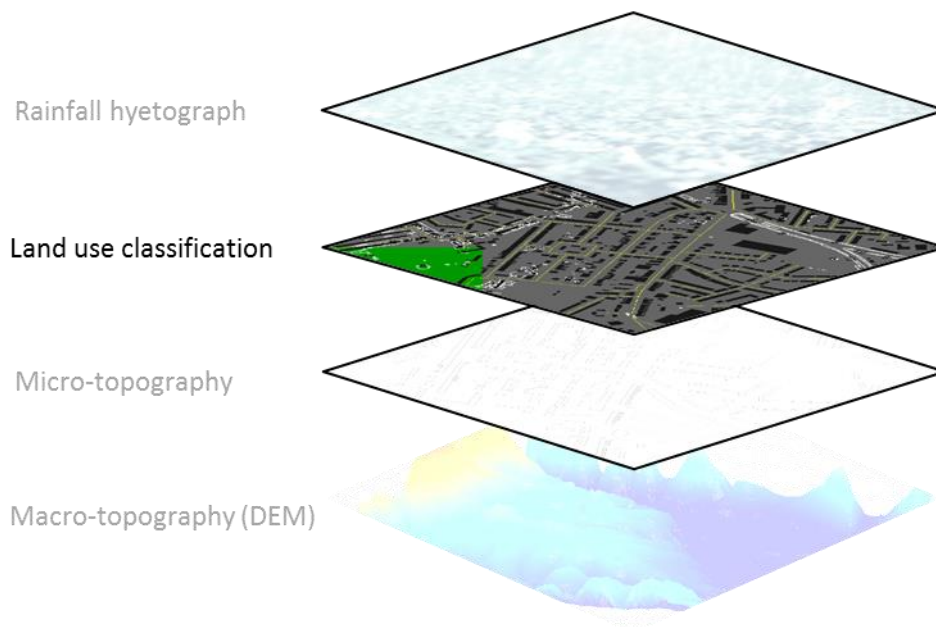 Rainfall hyetograph
Land use classification
Micro-topography
Macro-topography (DEM)